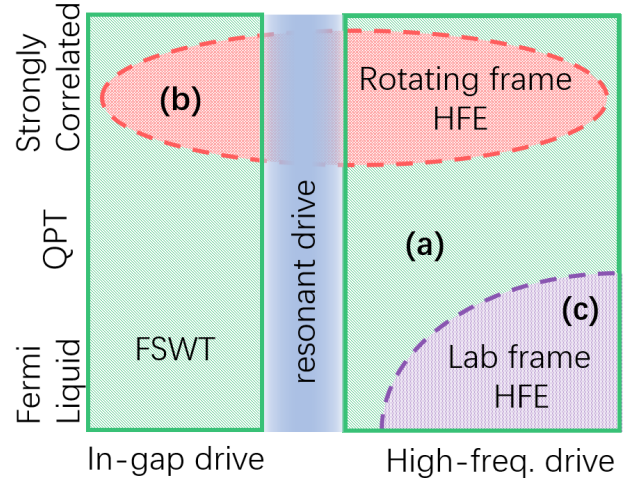 Strongly
Correlated
QPT
Fermi
Liquid
(b)
Rotating frame
HFE
resonant drive
(a)
(c)
FSWT
Lab frame
HFE
In-gap drive
High-freq. drive